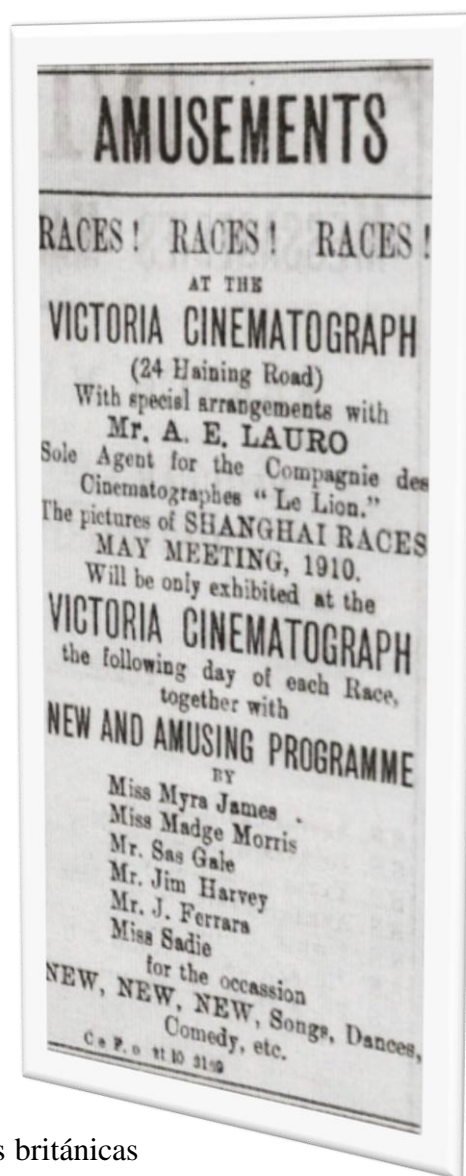 AMUSEMENTS
RACES! RACES! RACES!
AT THE
VICTORIA CINEMATOGRAPH
(24 Haining Road)
With special arrangements with
Mr. A. E. LAURO
Sole Agent for the Compagnie des
Cinematographes "Le Lion."
The pictures of SHANGHAI RACES
MAY MEETING, 1910.
Will be only exhibited at the
VICTORIA CINEMATOGRAPH
the following day of each Race,
together with
NEW AND AMUSING PROGRAMME
BY
Miss Myra James
Miss Madge Morris
Mr. Sas Gale
Mr. Jim Harvey
Mr. J. Ferrara
Miss Sadie
for the occassion
NEW, NEW, NEW, Songs, Dances,
Comedy, etc.
británicas